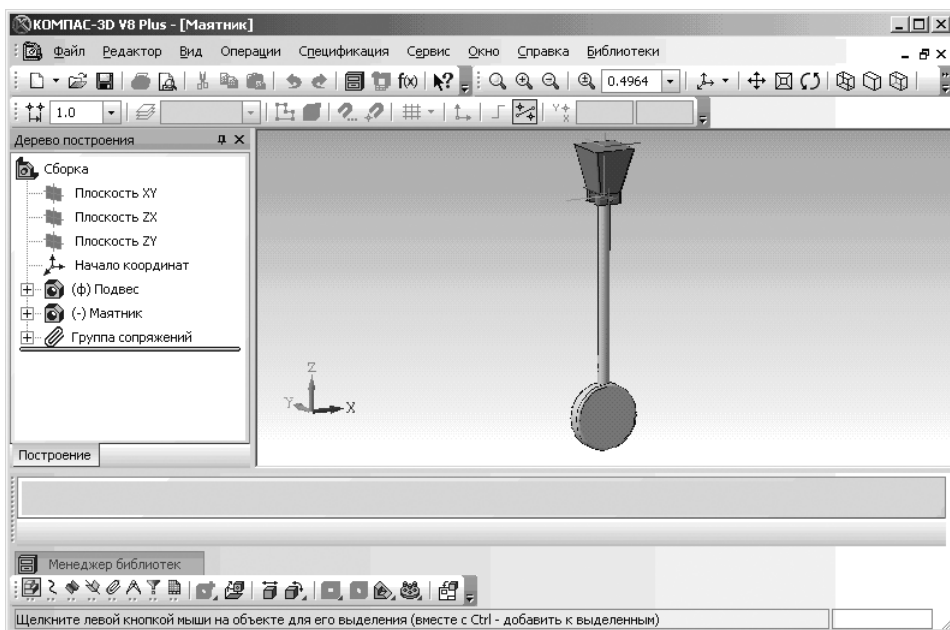 КОМПАС-3D V8 Plus - [Маятник]
Файл Редактор Вид Операции Спецификация Сервис Окно Справка Библиотеки
f(x) 0.4964
1.0
Дерево построения
Сборка
Плоскость XY
Плоскость ZX
Плоскость ZY
Начало координат
(ф) Подвес
(-) Маятник
Группа сопряжений
Z
Y X
Построение
Менеджер библиотек
Щелкните левой кнопкой мыши на объекте для его выделения (вместе с Ctrl - добавить к выделенным)